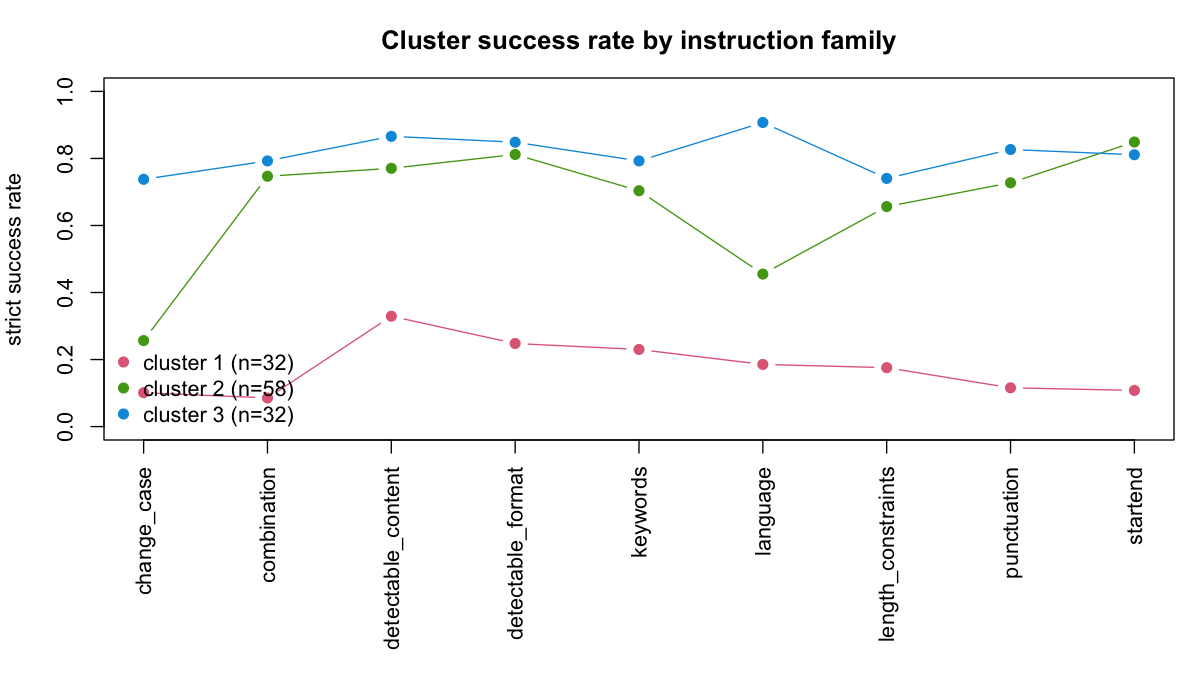 Cluster success rate by instruction family
strict success rate
1.0
0.8
0.6
0.4
0.2
0.0
cluster 1 (n=32)
cluster 2 (n=58)
cluster 3 (n=32)
change_case
combination
detectable_content
detectable_format
keywords
language
length_constraints
punctuation
startend